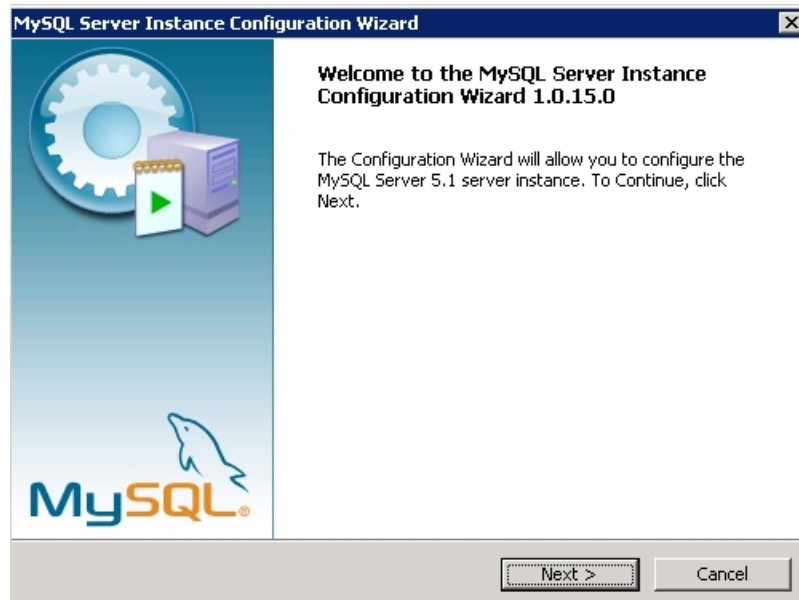 MySQL Server Instance Configuration Wizard
Welcome to the MySQL Server Instance
Configuration Wizard 1.0.15.0
The Configuration Wizard will allow you to configure the
MySQL Server 5.1 server instance. To Continue, click
Next.
MySQL®
Next >
Cancel